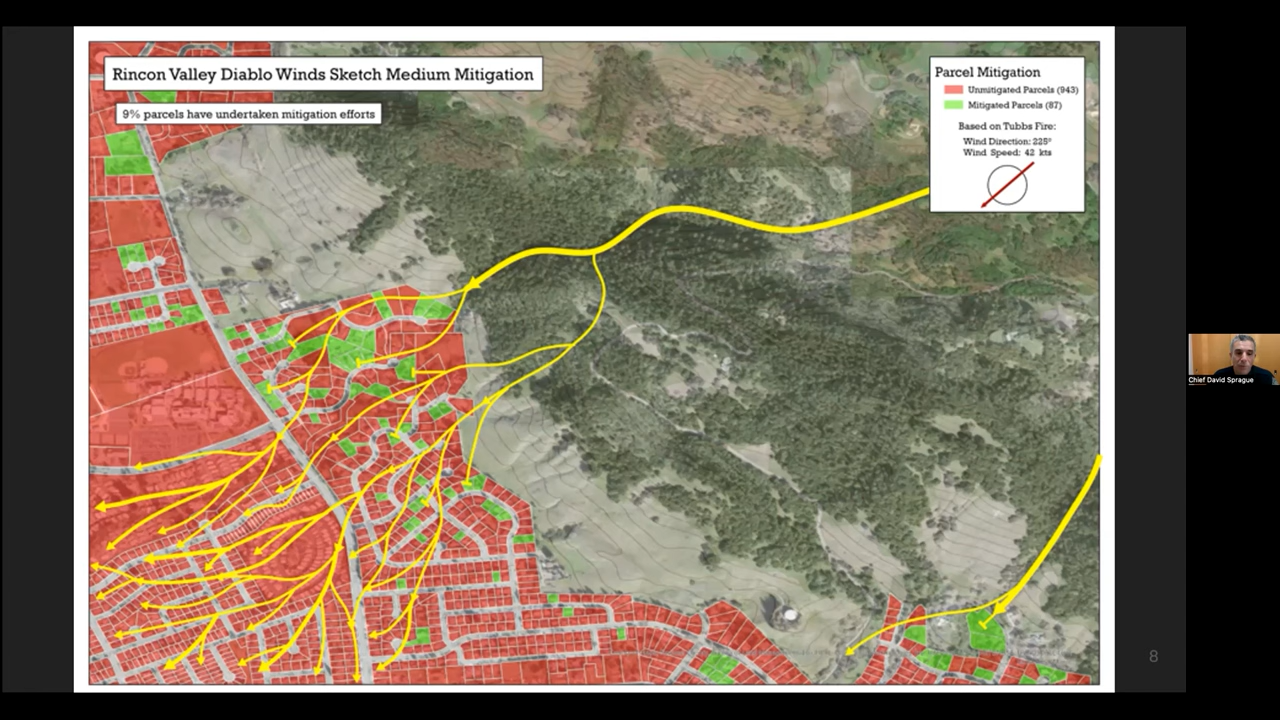 Rincon Valley Diablo Winds Sketch Medium Mitigation
9% parcels have undertaken mitigation efforts
Parcel Mitigation
Unmitigated Parcels (943)
Mitigated Parcels (87)
Based on Tubbs Fire:
Wind Direction: 225º
Wind Speed: 42 kts
Chief David Sprague
8